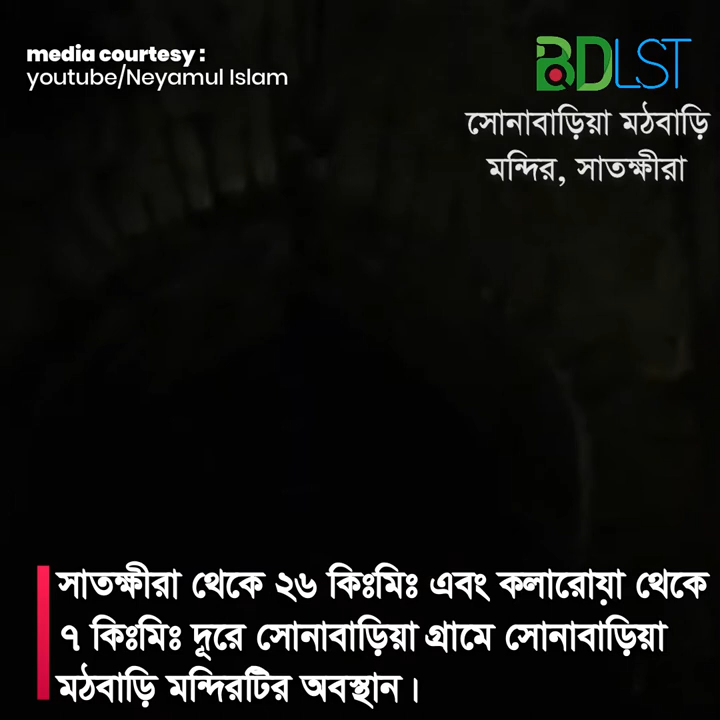 media courtesy :
youtube/Neyamul Islam
BDLST
সোনাবাড়িয়া মঠবাড়ি
মন্দির, সাতক্ষীরা
সাতক্ষীরা থেকে ২৬ কিঃমিঃ এবং কলারোয়া থেকে
৭ কিঃমিঃ দূরে সোনাবাড়িয়া গ্রামে সোনাবাড়িয়া
মঠবাড়ি মন্দিরটির অবস্থান।